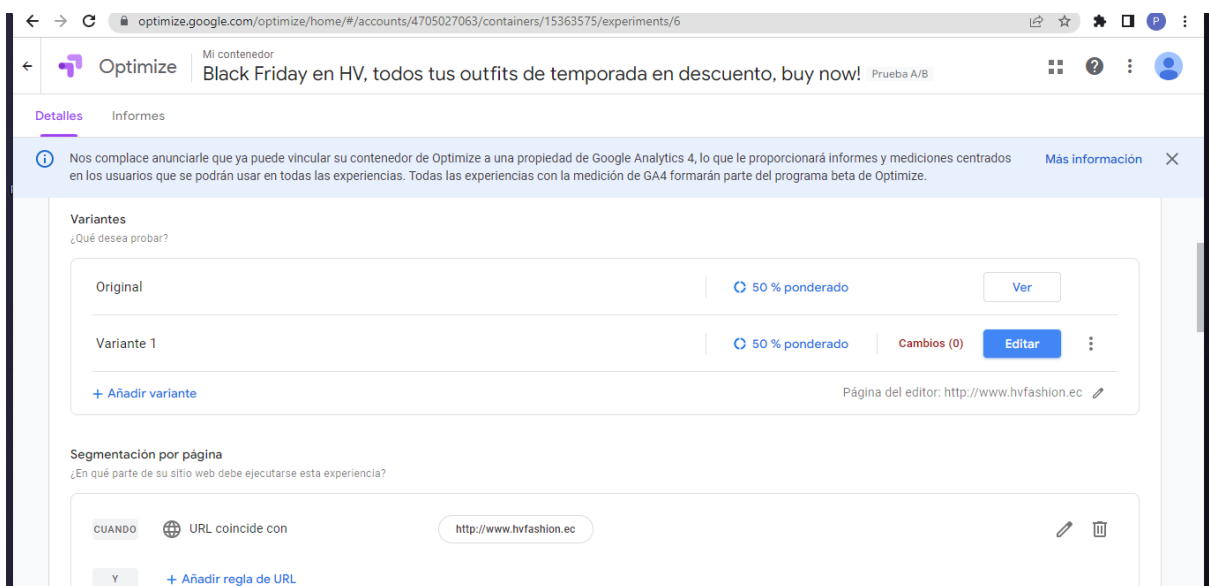 optimize.google.com/optimize/home/#/accounts/4705027063/containers/15363575/experiments/6
P
Optimize
Mi contenedor
Black Friday en HV, todos tus outfits de temporada en descuento, buy now! Prueba A/B
Detalles Informes
Nos complace anunciarle que ya puede vincular su contenedor de Optimize a una propiedad de Google Analytics 4, lo que le proporcionará informes y mediciones centrados
en los usuarios que se podrán usar en todas las experiencias. Todas las experiencias con la medición de GA4 formarán parte del programa beta de Optimize.
Más información
Variantes
¿Qué desea probar?
Original 50 % ponderado Ver
Variante 1 50 % ponderado Cambios (0) Editar
+ Añadir variante Página del editor: http://www.hvfashion.ec
Segmentación por página
¿En qué parte de su sitio web debe ejecutarse esta experiencia?
CUANDO URL coincide con http://www.hvfashion.ec
Y + Añadir regla de URL